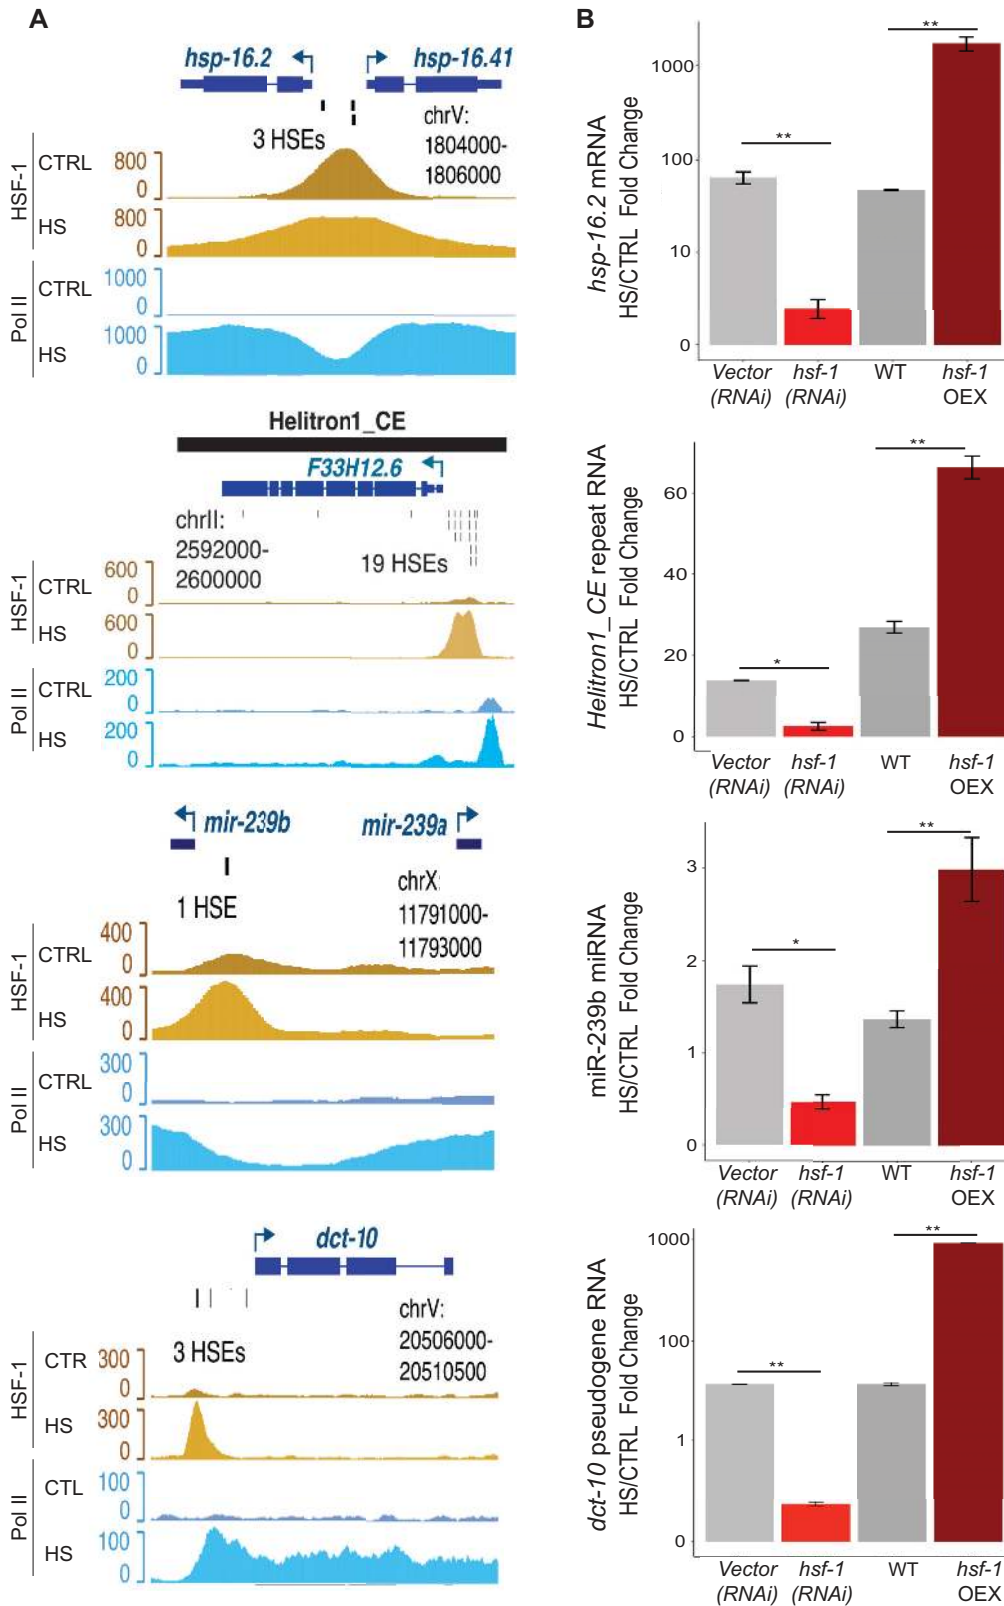 A
hsp-16.2
hsp-16.41
3 HSEs
chrV:
1804000-
1806000
HSF-1
CTRL
800
0
HS
800
0
Pol II
CTRL
1000
0
HS
1000
0
Helitron1_CE
F33H12.6
chrII:
2592000-
2600000
19 HSEs
HSF-1
CTRL
600
0
HS
600
0
Pol II
CTRL
200
0
HS
200
0
mir-239b
mir-239a
1 HSE
chrX:
11791000-
11793000
HSF-1
CTRL
400
0
HS
400
0
Pol II
CTRL
300
0
HS
300
0
dct-10
3 HSEs
chrV:
20506000-
20510500
HSF-1
CTR
300
0
HS
300
0
Pol II
CTL
100
0
HS
100
0
B
hsp-16.2 mRNA
HS/CTRL Fold Change
1000
100
10
0
**
**
Vector
(RNAi)
hsf-1
(RNAi)
WT
hsf-1
OEX
Helitron1_CE repeat RNA
HS/CTRL Fold Change
60
40
20
0
*
**
Vector
(RNAi)
hsf-1
(RNAi)
WT
hsf-1
OEX
miR-239b miRNA
HS/CTRL Fold Change
3
2
1
0
*
**
Vector
(RNAi)
hsf-1
(RNAi)
WT
hsf-1
OEX
dct-10 pseudogene RNA
HS/CTRL Fold Change
1000
100
1
0
**
**
Vector
(RNAi)
hsf-1
(RNAi)
WT
hsf-1
OEX